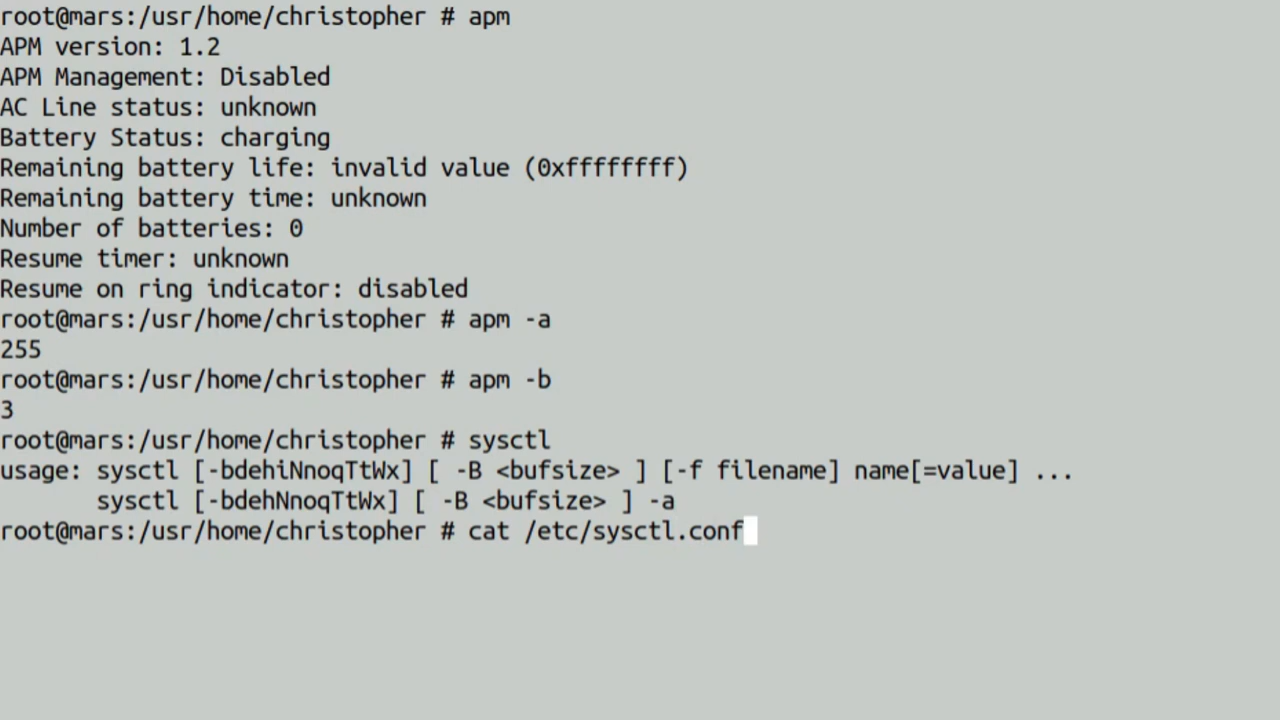 root@mars:/usr/home/christopher # apm
APM version: 1.2
APM Management: Disabled
AC Line status: unknown
Battery Status: charging
Remaining battery life: invalid value (0xffffffff)
Remaining battery time: unknown
Number of batteries: 0
Resume timer: unknown
Resume on ring indicator: disabled
root@mars:/usr/home/christopher # apm -a
255
root@mars:/usr/home/christopher # apm -b
3
root@mars:/usr/home/christopher # sysctl
usage: sysctl [-bdehiNnoqTtWx] [ -B <bufsize> ] [-f filename] name[=value] ...
       sysctl [-bdehNnoqTtWx] [ -B <bufsize> ] -a
root@mars:/usr/home/christopher # cat /etc/sysctl.conf